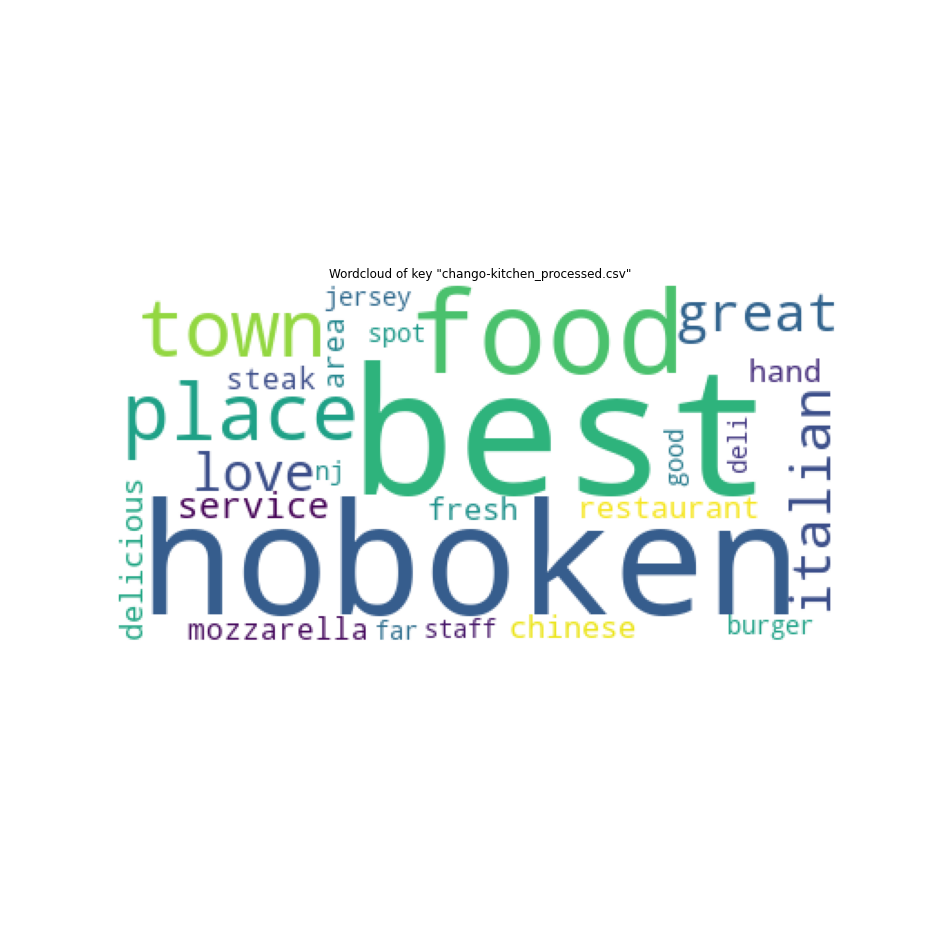 Wordcloud of key "chango-kitchen_processed.csv"
jersey
food
great
town
area
spot
steak
hand
place
best
italian
love
nj
good
deli
delicious
service
fresh
restaurant
hoboken
mozzarella
far
staff
chinese
burger